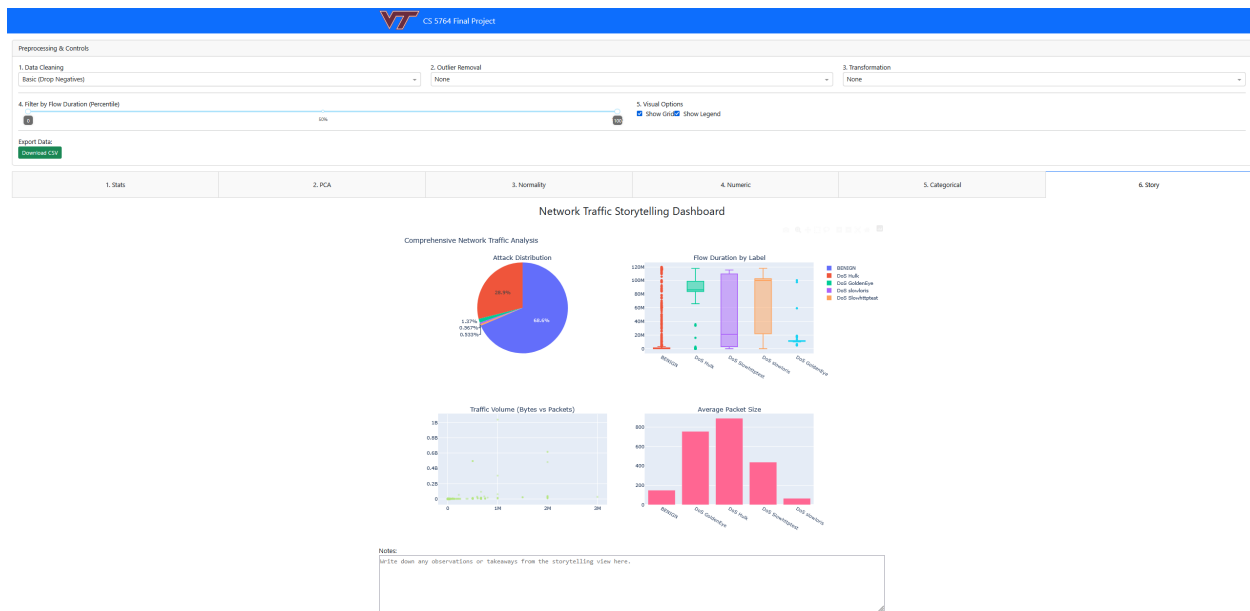 VT CS 5764 Final Project
Preprocessing & Controls
1. Data Cleaning
Basic (Drop Negatives)
2. Outlier Removal
None
3. Transformation
None
4. Filter by Flow Duration (Percentile)
0
50%
100
5. Visual Options
Show Grid
Show Legend
Export Data:
Download CSV
1. Stats
2. PCA
3. Normality
4. Numeric
5. Categorical
6. Story
Network Traffic Storytelling Dashboard
Comprehensive Network Traffic Analysis
Attack Distribution
28.9%
68.6%
1.37%
0.567%
0.533%
Flow Duration by Label
120M
100M
80M
60M
40M
20M
0
BENIGN
DoS Hulk
DoS Slowhttptest
DoS slowloris
DoS GoldenEye
BENIGN
DoS Hulk
DoS GoldenEye
DoS slowloris
DoS Slowhttptest
Traffic Volume (Bytes vs Packets)
1B
0.8B
0.6B
0.4B
0.2B
0
0
1M
2M
3M
Average Packet Size
800
600
400
200
0
BENIGN
DoS GoldenEye
DoS Hulk
DoS Slowhttptest
DoS slowloris
Notes:
Write down any observations or takeaways from the storytelling view here.